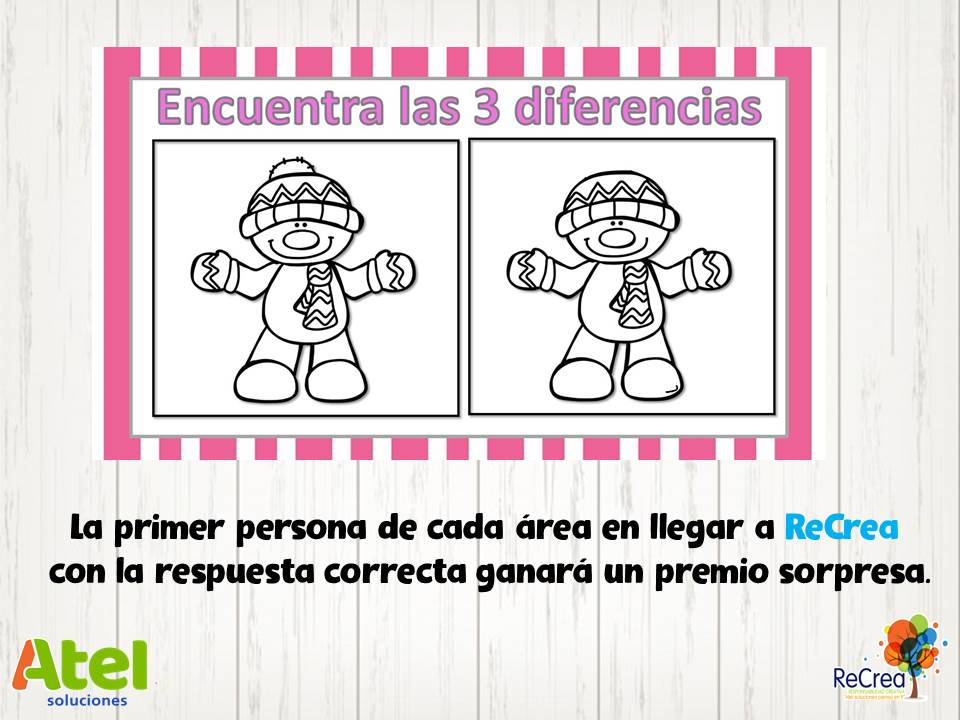 Encuentra las 3 diferencias
La primer persona de cada área en llegar a ReCrea
con la respuesta correcta ganará un premio sorpresa.
Atel
soluciones
ReCrea